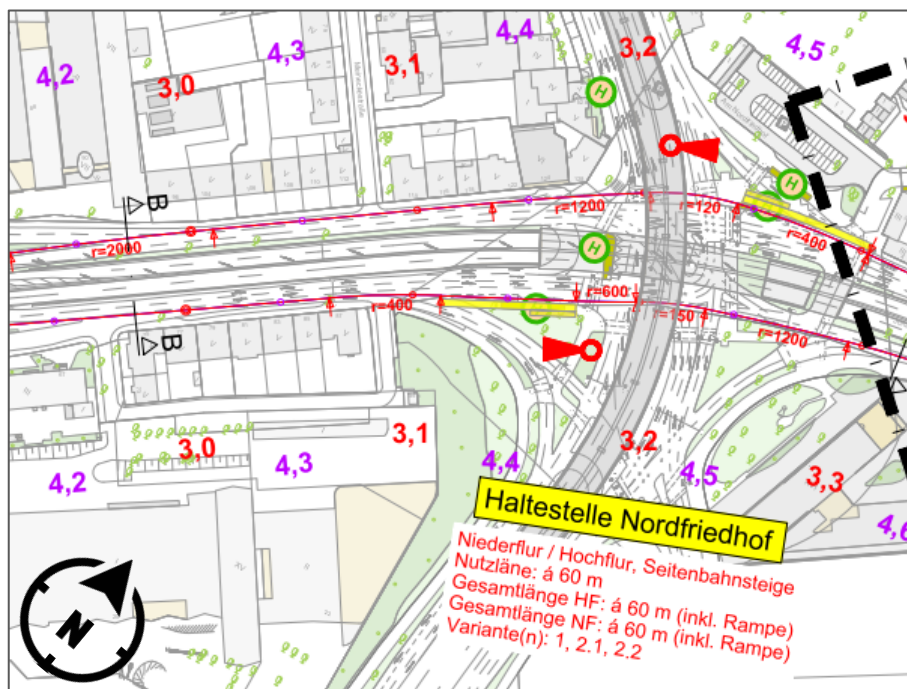 4,4
3,2
4,5
4,3
3,1
4,2
3,0
H
H
B
r=1200
r=120
r=2000
r=400
H
r=600
r=400
r=150
B
r=1200
3,0
3,1
3,2
4,2
4,3
4,4
4,5
3,3
4,6
Haltestelle Nordfriedhof
Niederflur / Hochflur, Seitenbahnsteige
Nutzläne: á 60 m
Gesamtlänge HF: á 60 m (inkl. Rampe)
Gesamtlänge NF: á 60 m (inkl. Rampe)
Variante(n): 1, 2.1, 2.2
N